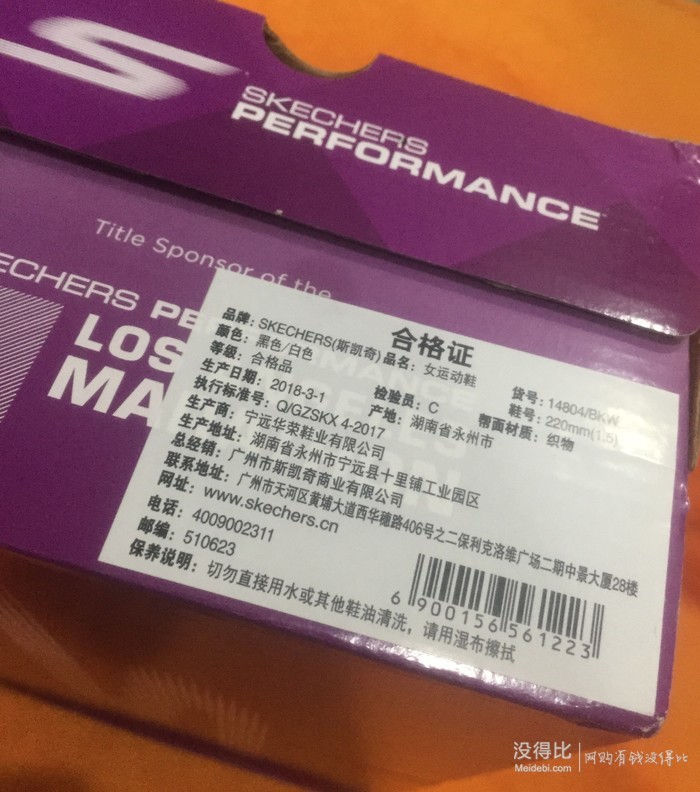 SKECHERS
PERFORMANCE
Title Sponsor of the
ECHERS PE
LOS
MA
合格证
品牌：SKECHERS(斯凯奇) 品名：女运动鞋 货号：14804/BKW
颜色：黑色/白色 鞋号：220mm(1.5)
等级：合格品 检验员：C 帮面材质：织物
生产日期：2018-3-1 产地：湖南省永州市
执行标准号：Q/GZSKX 4-2017
生产商：宁远华荣鞋业有限公司
生产地址：湖南省永州市宁远县十里铺工业园区
总经销：广州市斯凯奇商业有限公司
联系地址：广州市天河区黄埔大道西华穗路406号之二保利克洛维广场二期中景大厦28楼
网址：www.skechers.cn
电话：4009002311
邮编：510623
保养说明：切勿直接用水或其他鞋油清洗，请用湿布擦拭
6 900156 561223
没得比 网购有钱没得比
Meidebi.com